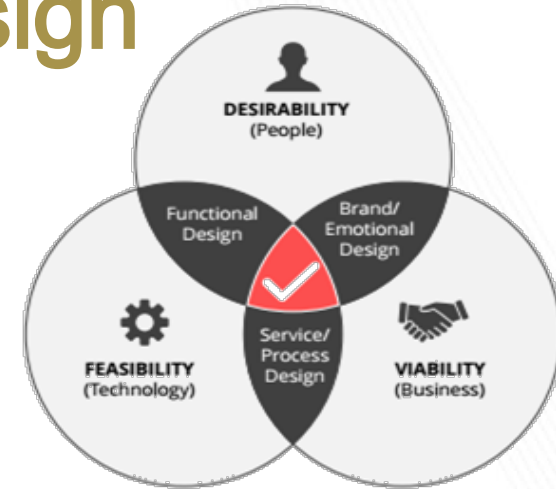 sign
DESIRABILITY
(People)
Functional
Design
Brand/
Emotional
Design
FEASIBILITY
(Technology)
Service/
Process
Design
VIABILITY
(Business)